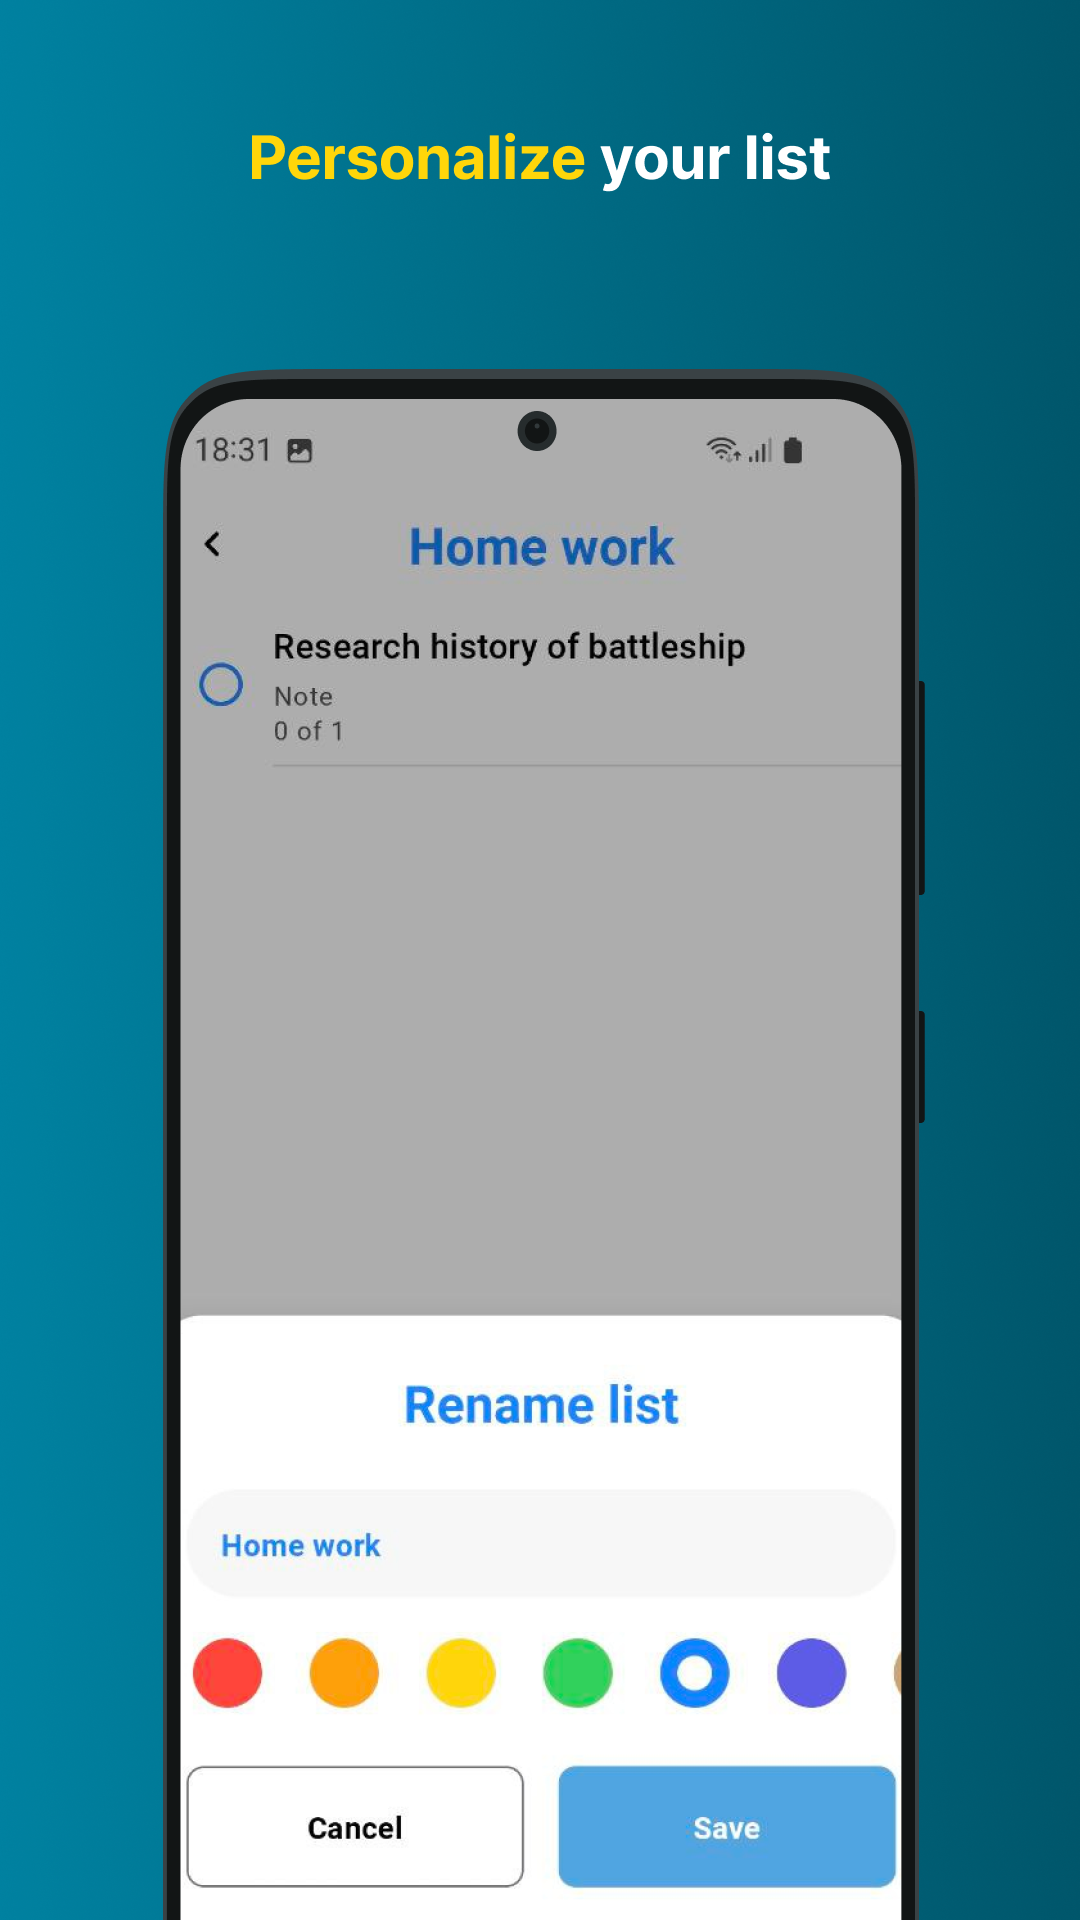 Personalize your list
18:31
Home work
Research history of battleship
Note
0 of 1
Rename list
Home work
Cancel
Save